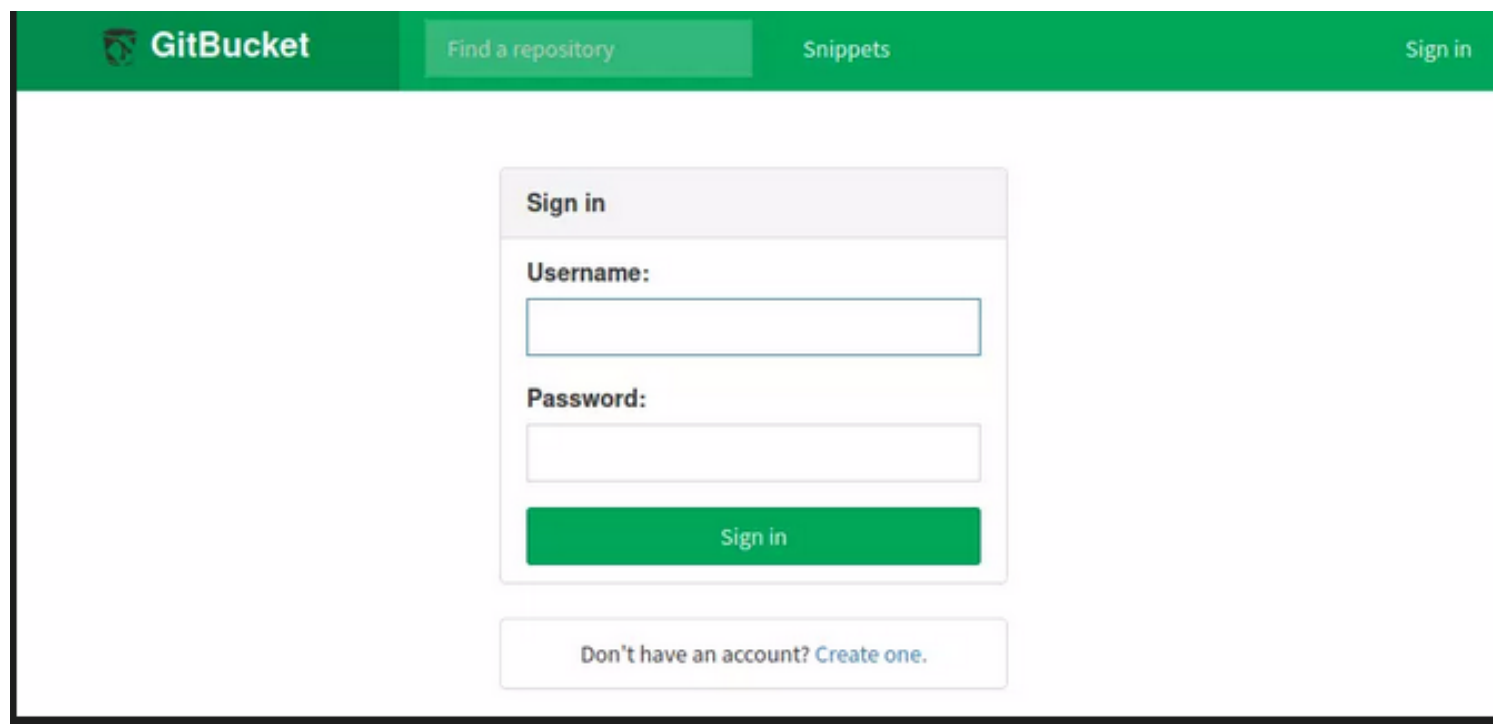 GitBucket
Find a repository
Snippets
Sign in
Sign in
Username:
Password:
Sign in
Don't have an account? Create one.